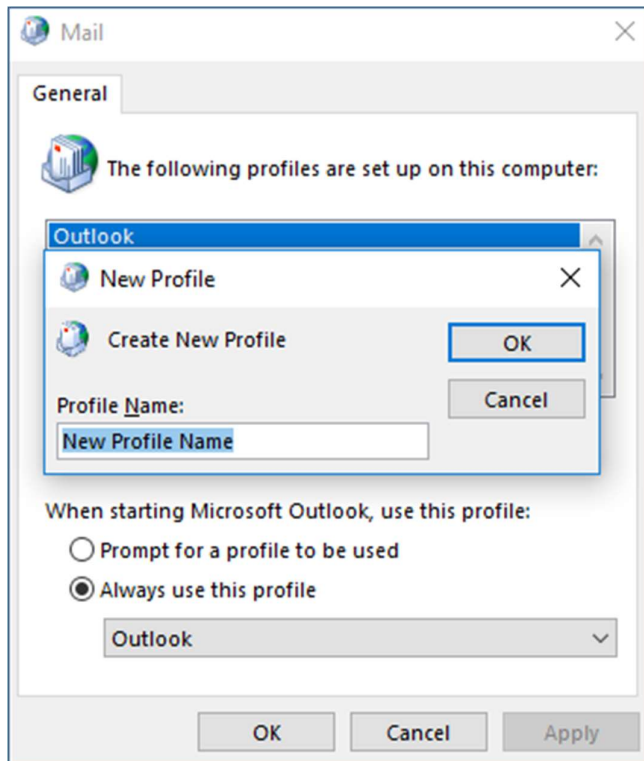 Mail
General
The following profiles are set up on this computer:
Outlook
New Profile
Create New Profile
OK
Cancel
Profile Name:
New Profile Name
When starting Microsoft Outlook, use this profile:
Prompt for a profile to be used
Always use this profile
Outlook
OK Cancel Apply